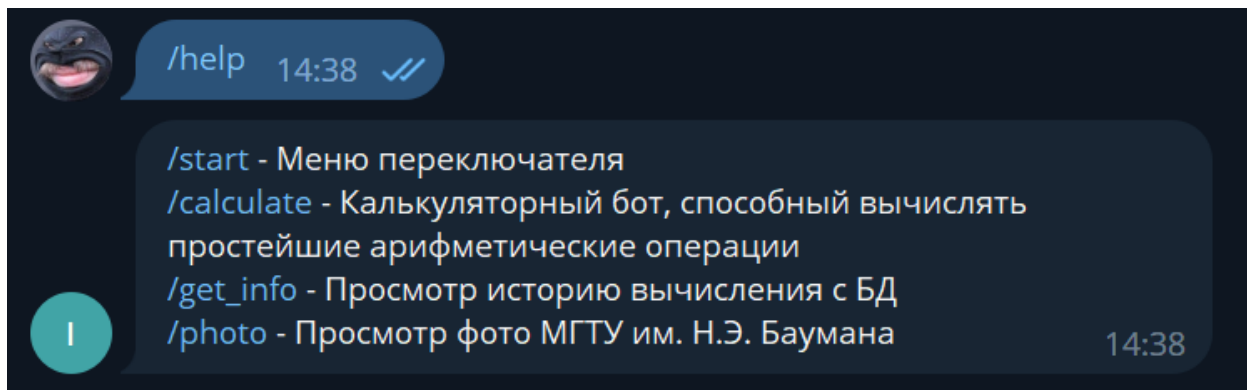 /help 14:38
/start - Меню переключателя
/calculate - Калькуляторный бот, способный вычислять
простейшие арифметические операции
/get_info - Просмотр историю вычисления с БД
/photo - Просмотр фото МГТУ им. Н.Э. Баумана
I
14:38